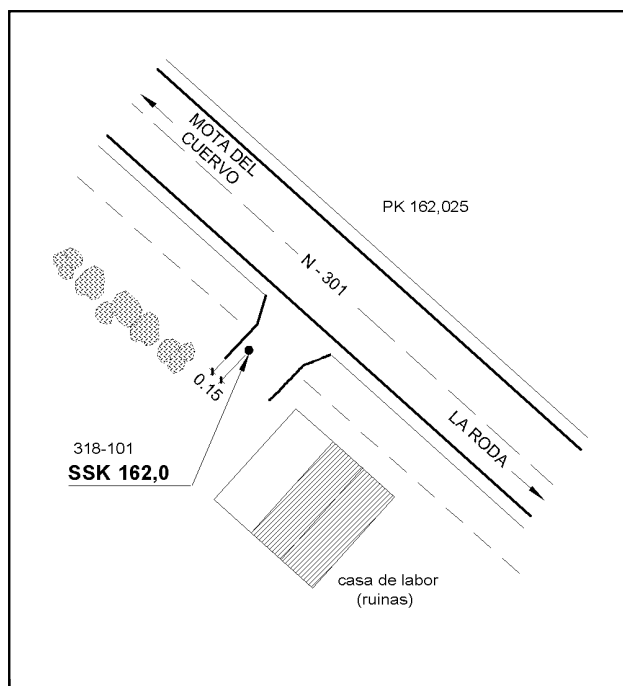 MOTA DEL
CUERVO
PK 162,025
N - 301
0.15
LA RODA
318-101
SSK 162,0
casa de labor
(ruinas)